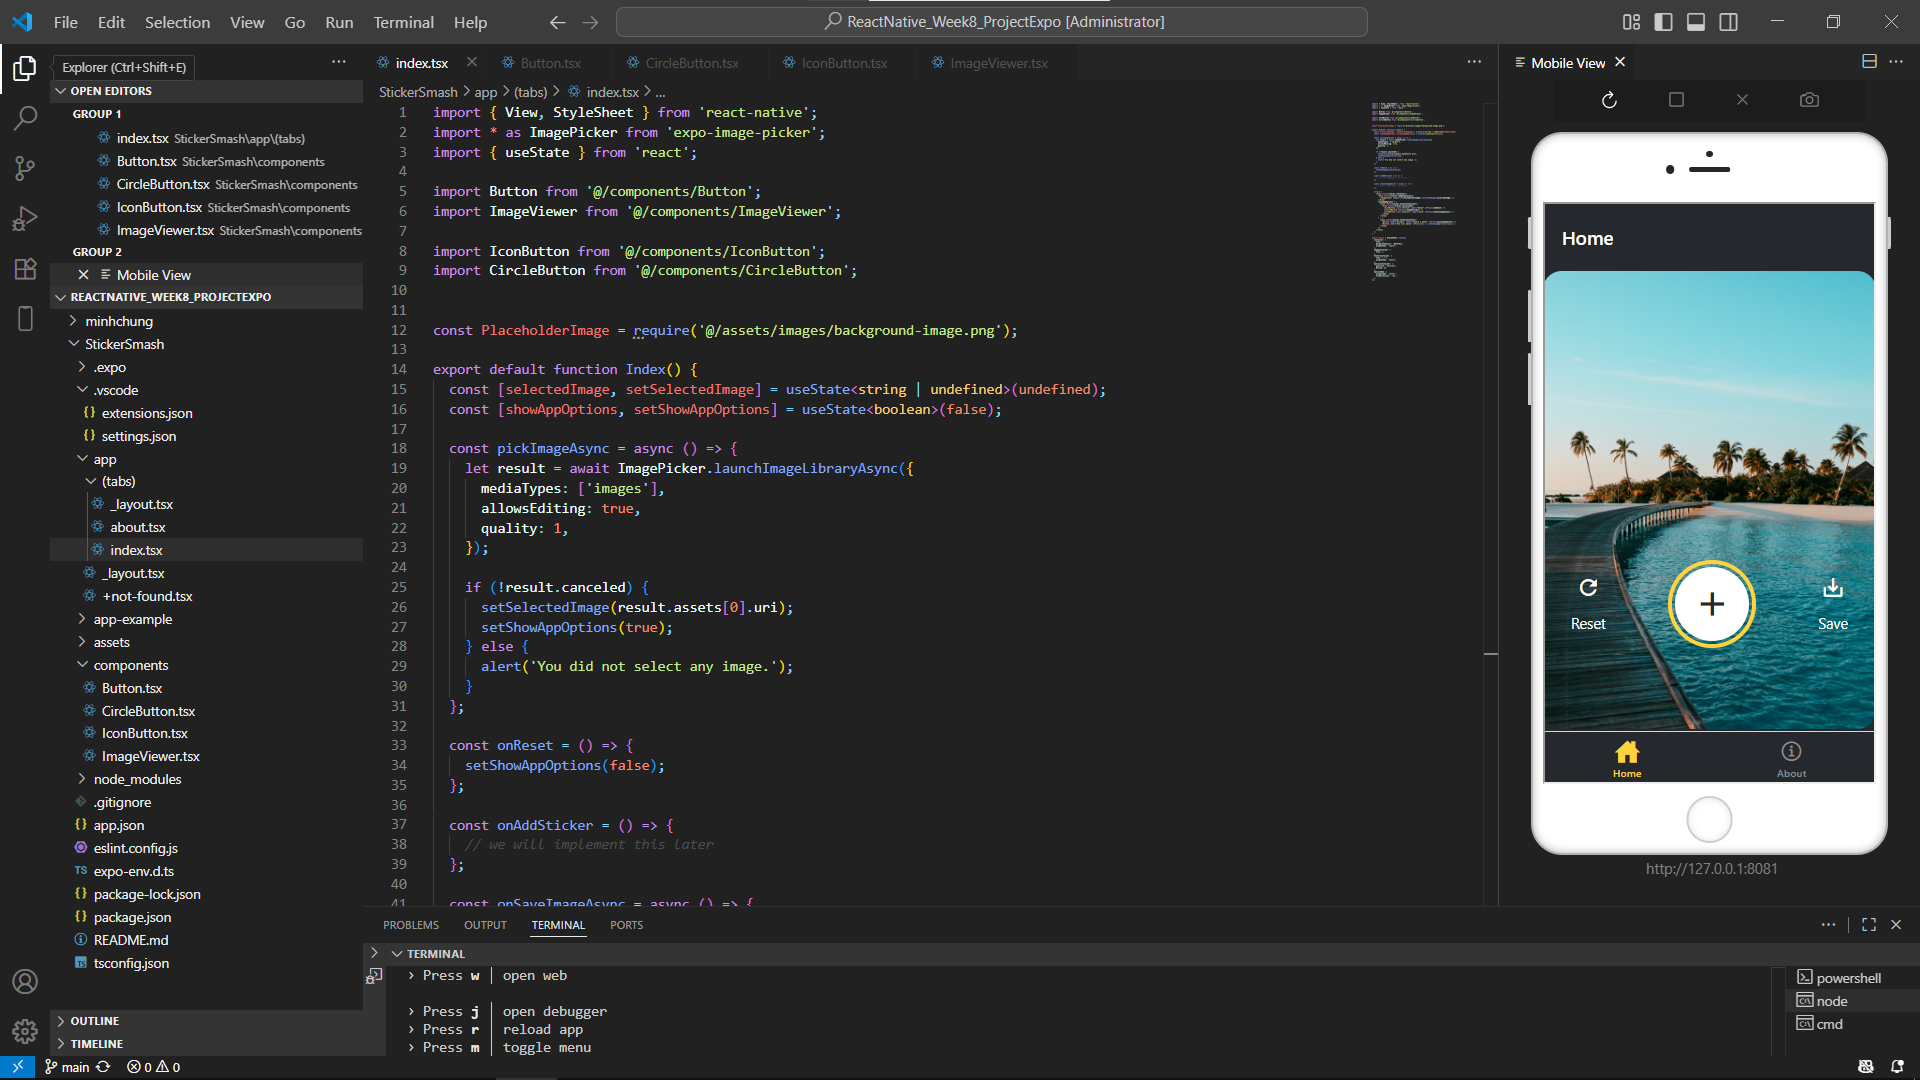 File Edit Selection View Go Run Terminal Help
ReactNative_Week8_ProjectExpo [Administrator]
Explorer (Ctrl+Shift+E)
OPEN EDITORS
GROUP 1
index.tsx StickerSmash\app\(tabs)
Button.tsx StickerSmash\components
CircleButton.tsx StickerSmash\components
IconButton.tsx StickerSmash\components
ImageViewer.tsx StickerSmash\components
GROUP 2
Mobile View
REACTNATIVE_WEEK8_PROJECTEXPO
minhchung
StickerSmash
.expo
.vscode
extensions.json
settings.json
app
(tabs)
_layout.tsx
about.tsx
index.tsx
_layout.tsx
+not-found.tsx
app-example
assets
components
Button.tsx
CircleButton.tsx
IconButton.tsx
ImageViewer.tsx
node_modules
.gitignore
app.json
eslint.config.js
expo-env.d.ts
package-lock.json
package.json
README.md
tsconfig.json
OUTLINE
TIMELINE
index.tsx Button.tsx CircleButton.tsx IconButton.tsx ImageViewer.tsx
StickerSmash > app > (tabs) > index.tsx > ...
1 import { View, StyleSheet } from 'react-native';
2 import * as ImagePicker from 'expo-image-picker';
3 import { useState } from 'react';
4
5 import Button from '@/components/Button';
6 import ImageViewer from '@/components/ImageViewer';
7
8 import IconButton from '@/components/IconButton';
9 import CircleButton from '@/components/CircleButton';
10
11
12 const PlaceholderImage = require('@/assets/images/background-image.png');
13
14 export default function Index() {
15 const [selectedImage, setSelectedImage] = useState<string | undefined>(undefined);
16 const [showAppOptions, setShowAppOptions] = useState<boolean>(false);
17
18 const pickImageAsync = async () => {
19 let result = await ImagePicker.launchImageLibraryAsync({
20 mediaTypes: ['images'],
21 allowsEditing: true,
22 quality: 1,
23 });
24
25 if (!result.canceled) {
26 setSelectedImage(result.assets[0].uri);
27 setShowAppOptions(true);
28 } else {
29 alert('You did not select any image.');
30 }
31 };
32
33 const onReset = () => {
34 setShowAppOptions(false);
35 };
36
37 const onAddSticker = () => {
38 // we will implement this later
39 };
40
41 const onSaveImageAsync = async () => {
PROBLEMS OUTPUT TERMINAL PORTS
TERMINAL
› Press w │ open web
› Press j │ open debugger
› Press r │ reload app
› Press m │ toggle menu
powershell
node
cmd
Mobile View
Home
Reset
Save
Home
About
http://127.0.0.1:8081
main 0 0